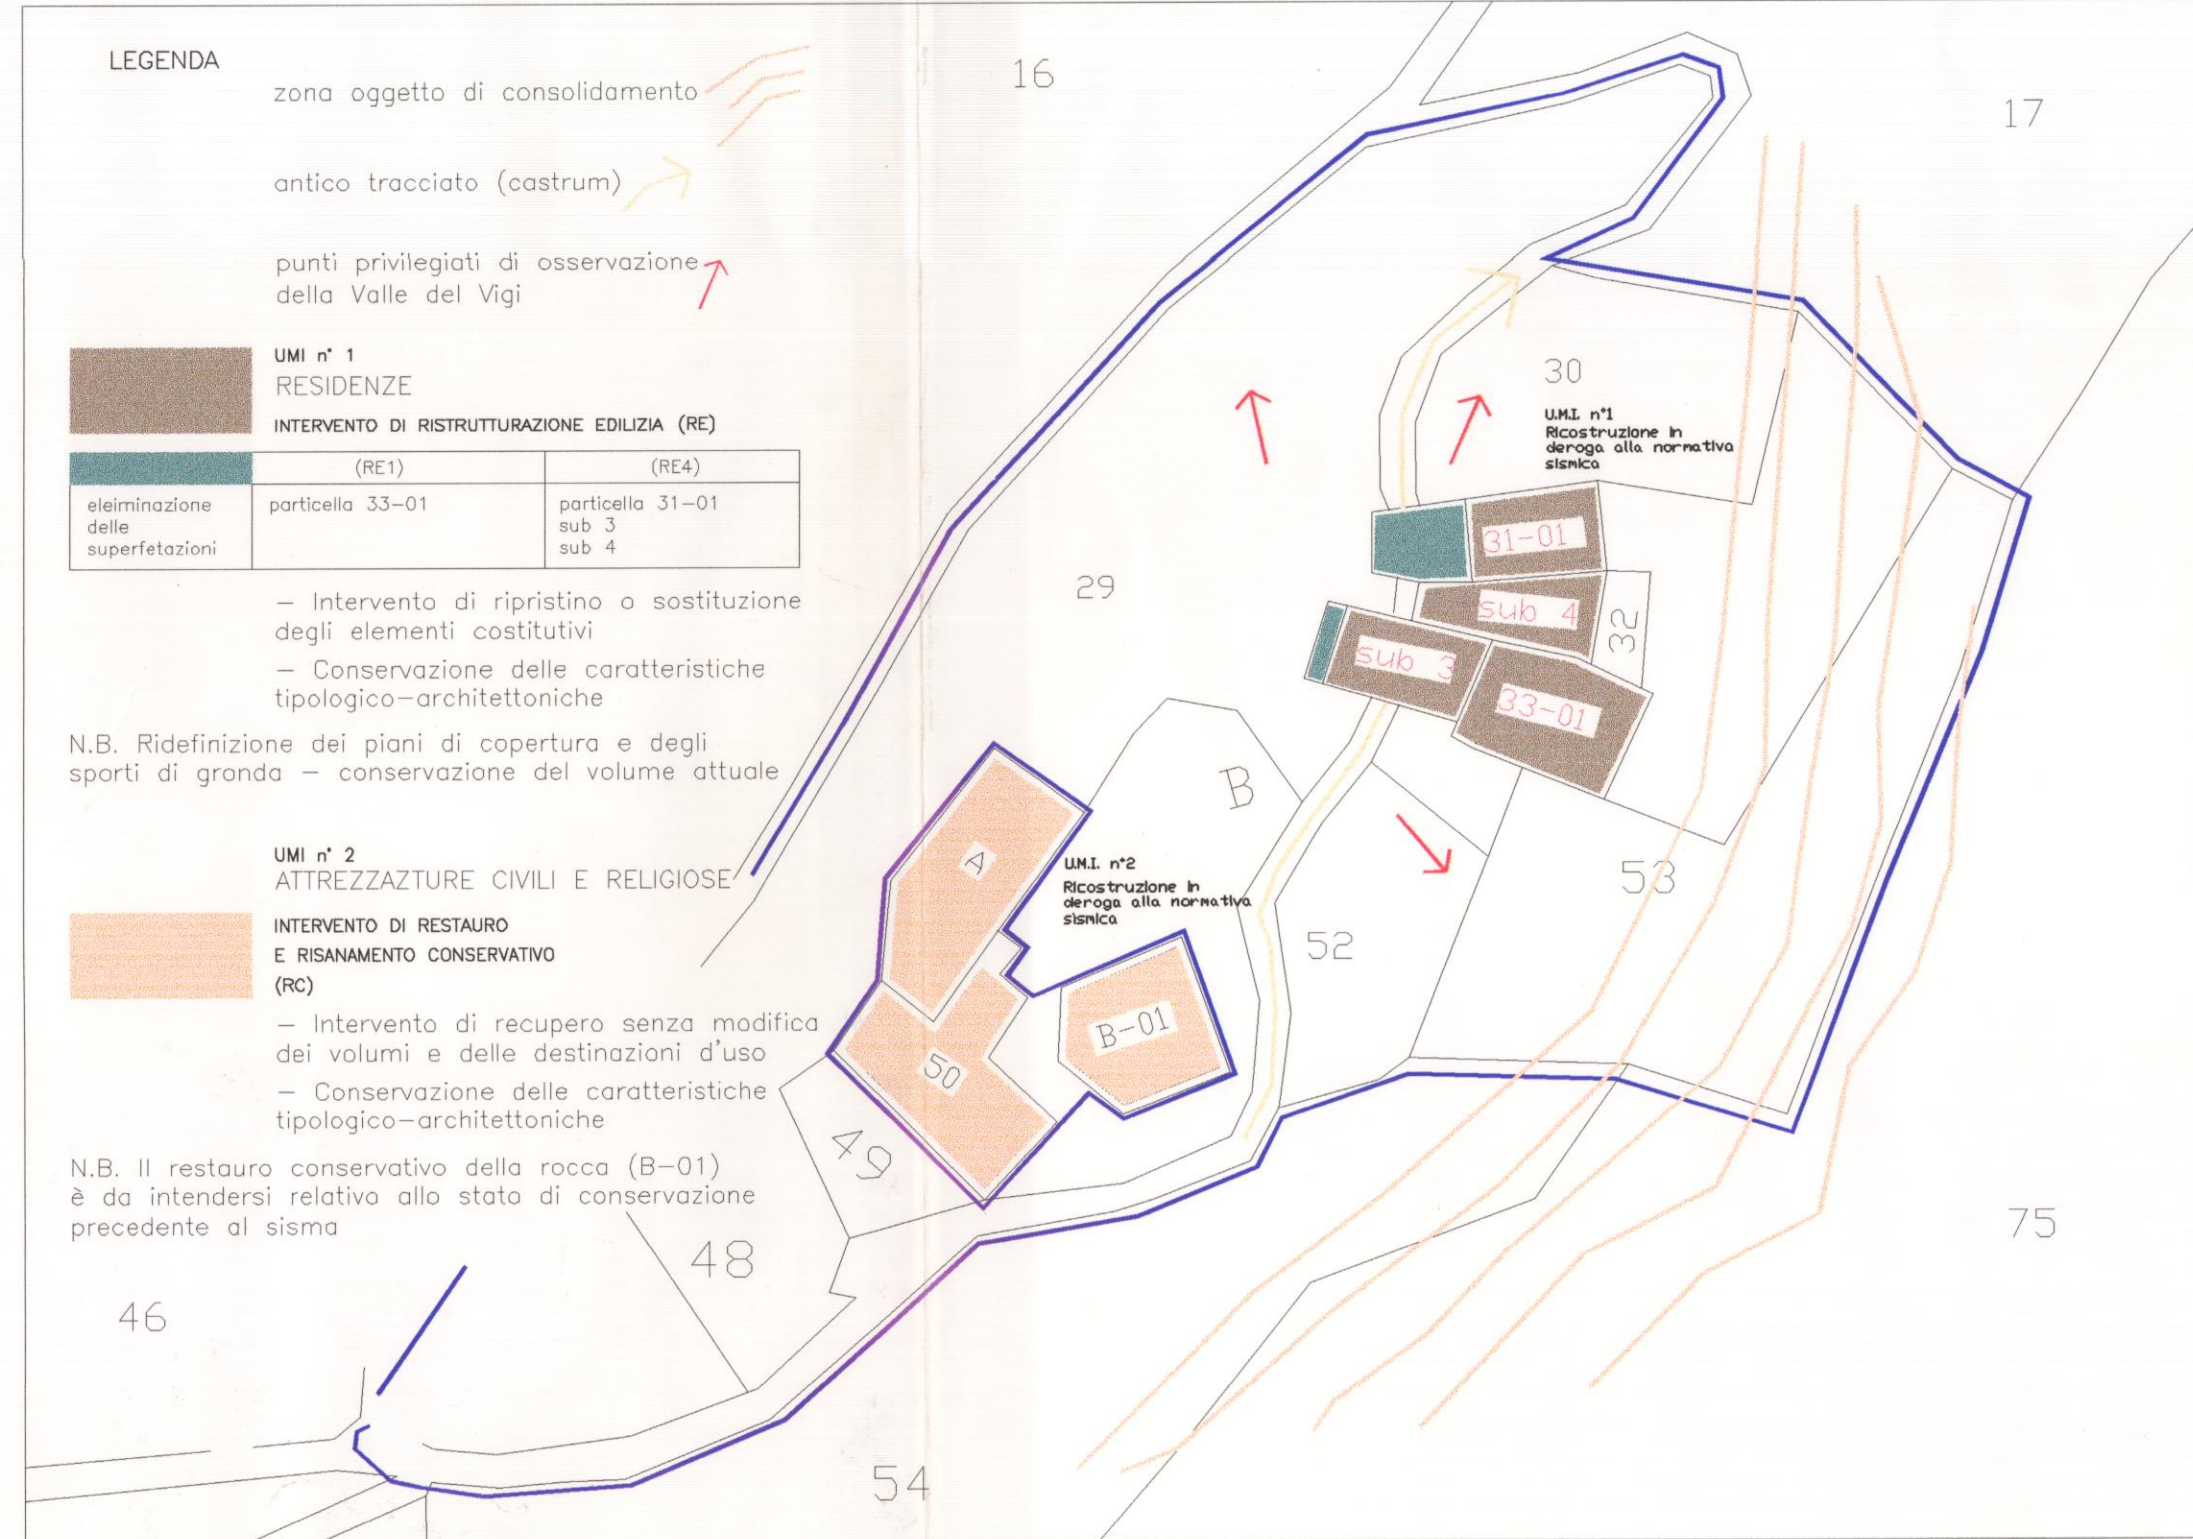 LEGENDA
zona oggetto di consolidamento
antico tracciato (castrum)
punti privilegiati di osservazione
della Valle del Vigi
UMI n° 1
RESIDENZE
INTERVENTO DI RISTRUTTURAZIONE EDILIZIA (RE)
(RE1)
(RE4)
eleiminazione
delle
superfetazioni
particella 33-01
particella 31-01
sub 3
sub 4
– Intervento di ripristino o sostituzione
degli elementi costitutivi
– Conservazione delle caratteristiche
tipologico-architettoniche
N.B. Ridefinizione dei piani di copertura e degli
sporti di gronda – conservazione del volume attuale
UMI n° 2
ATTREZZAZTURE CIVILI E RELIGIOSE
INTERVENTO DI RESTAURO
E RISANAMENTO CONSERVATIVO
(RC)
– Intervento di recupero senza modifica
dei volumi e delle destinazioni d'uso
– Conservazione delle caratteristiche
tipologico-architettoniche
N.B. Il restauro conservativo della rocca (B-01)
è da intendersi relativo allo stato di conservazione
precedente al sisma
16
17
30
U.M.I. n°1
Ricostruzione in
deroga alla normativa
sismica
31-01
sub 4
32
sub 3
33-01
29
B
A
U.M.I. n°2
Ricostruzione in
deroga alla normativa
sismica
53
52
B-01
50
49
48
46
54
75